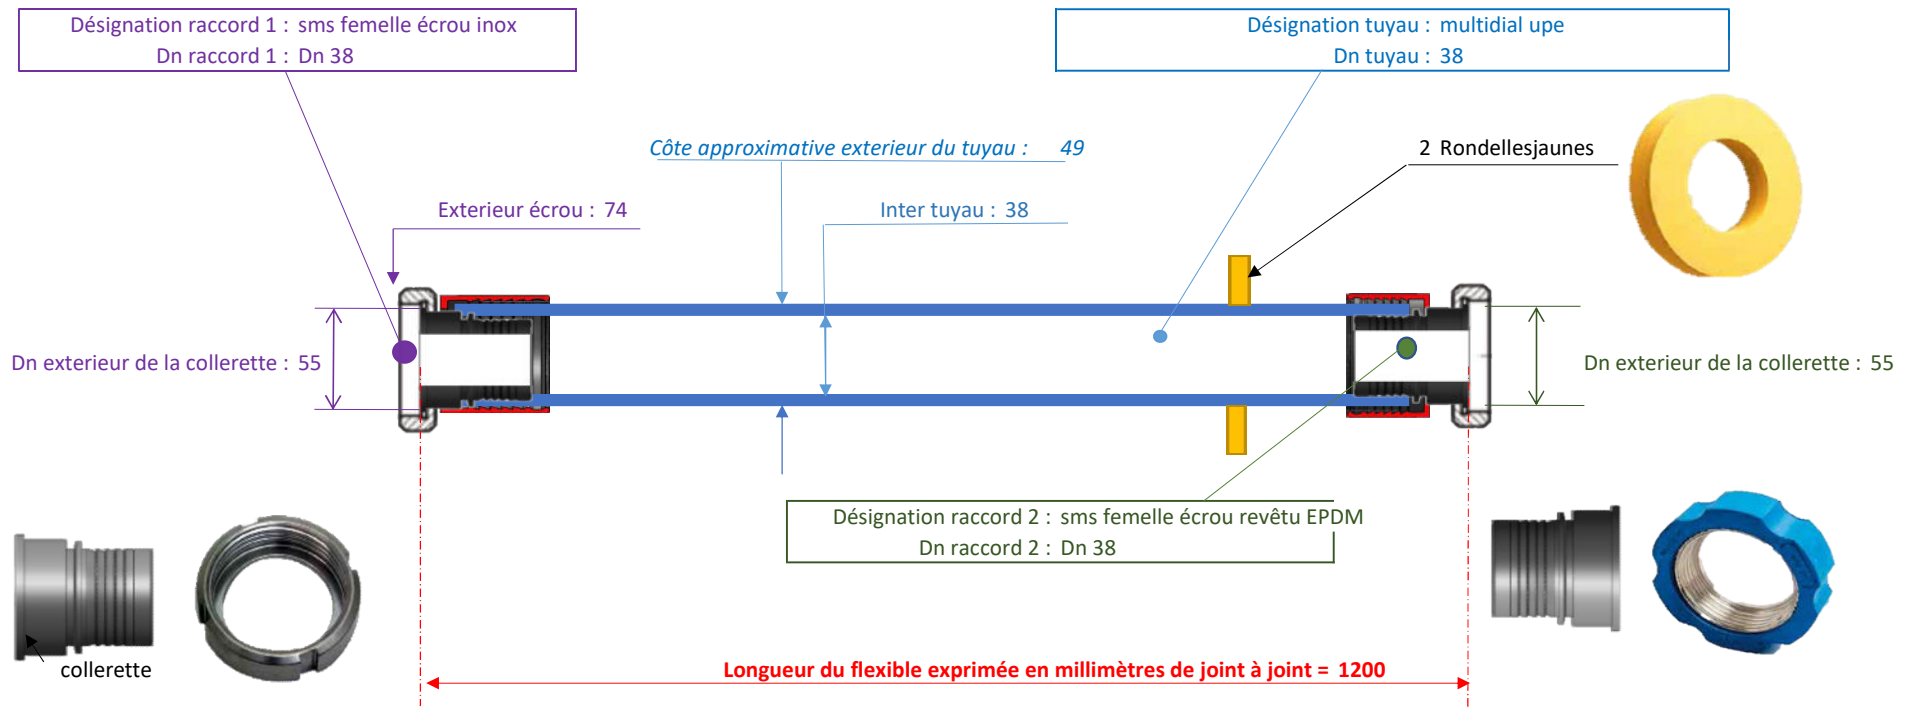 Désignation raccord 1 : sms femelle écrou inox
Dn raccord 1 : Dn 38
Désignation tuyau : multidial upe
Dn tuyau : 38
Côte approximative exterieur du tuyau : 49
2 Rondellesjaunes
Exterieur écrou : 74
Inter tuyau : 38
Dn exterieur de la collerette : 55
Dn exterieur de la collerette : 55
Désignation raccord 2 : sms femelle écrou revêtu EPDM
Dn raccord 2 : Dn 38
collerette
Longueur du flexible exprimée en millimètres de joint à joint = 1200